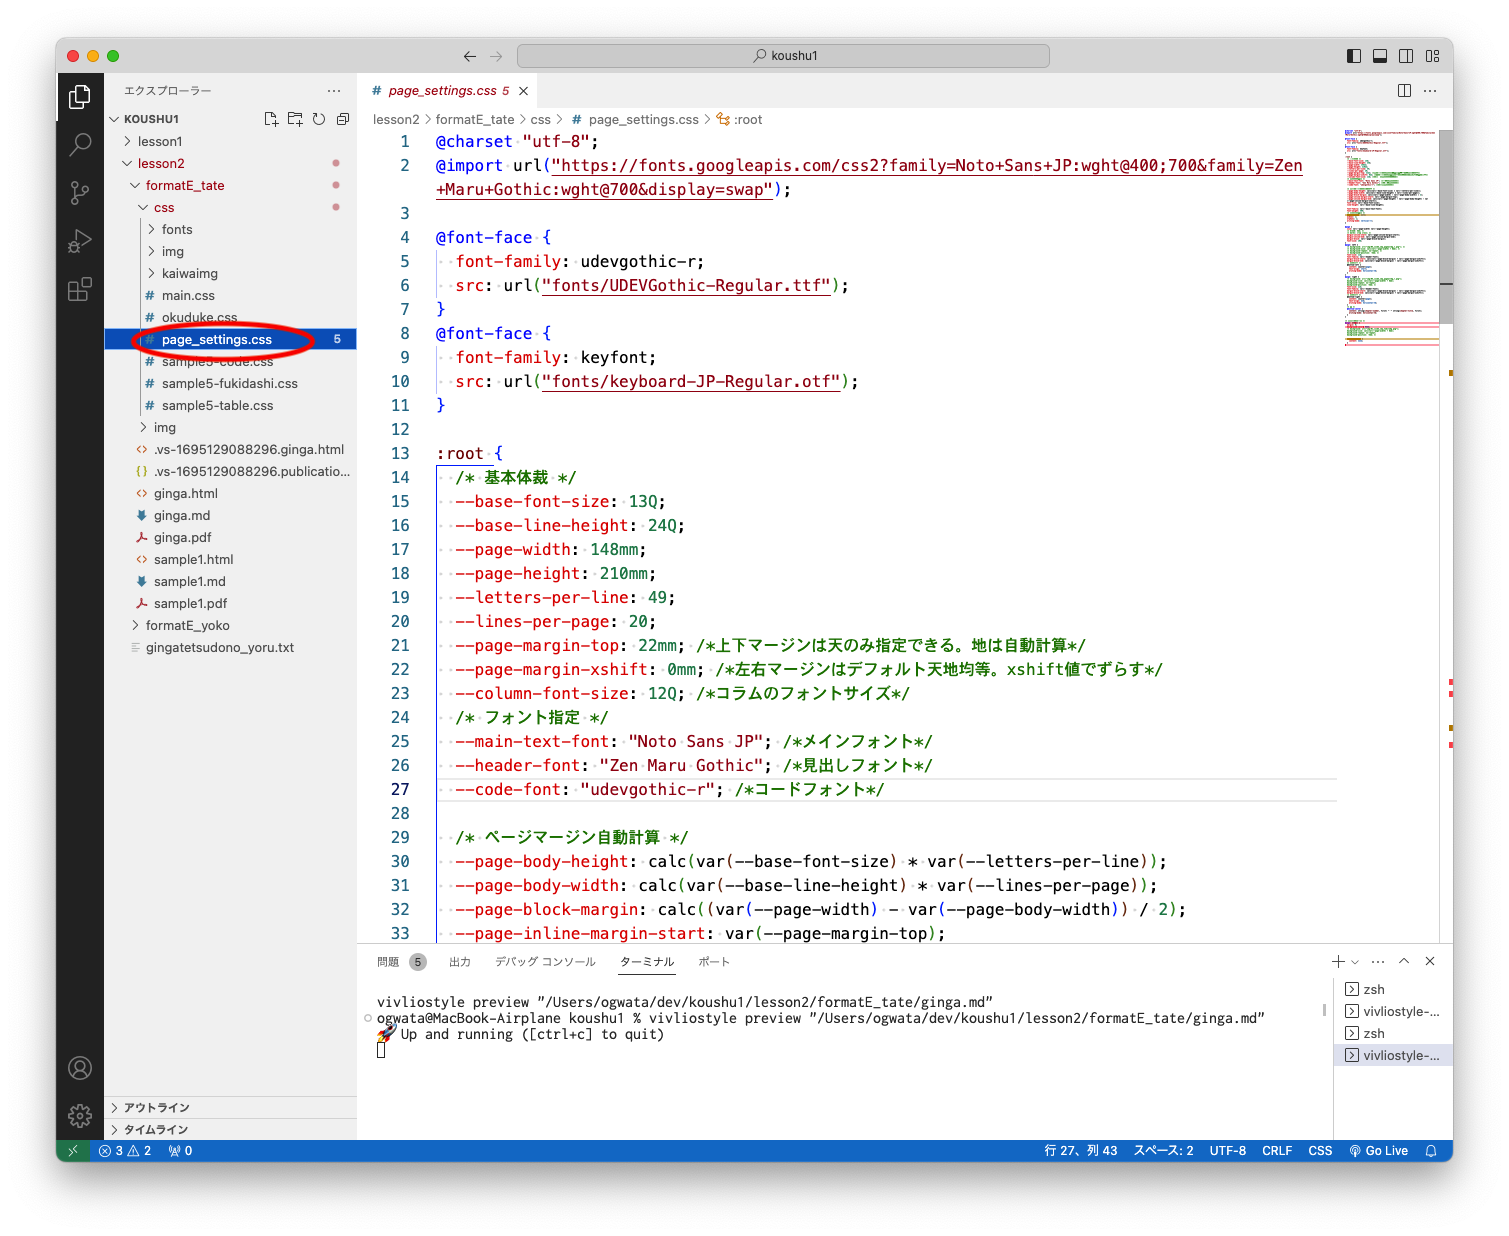 koushu1
エクスプローラー
KOUSHU1
lesson1
lesson2
formatE_tate
css
fonts
img
kaiwaimg
main.css
okuduke.css
page_settings.css 5
sample5-code.css
sample5-fukidashi.css
sample5-table.css
img
.vs-1695129088296.ginga.html
.vs-1695129088296.publicatio...
ginga.html
ginga.md
ginga.pdf
sample1.html
sample1.md
sample1.pdf
formatE_yoko
gingatetsudono_yoru.txt
アウトライン
タイムライン
# page_settings.css 5
lesson2 > formatE_tate > css > # page_settings.css > :root
1 @charset "utf-8";
2 @import url("https://fonts.googleapis.com/css2?family=Noto+Sans+JP:wght@400;700&family=Zen
+Maru+Gothic:wght@700&display=swap");
3
4 @font-face {
5 font-family: udevgothic-r;
6 src: url("fonts/UDEVGothic-Regular.ttf");
7 }
8 @font-face {
9 font-family: keyfont;
10 src: url("fonts/keyboard-JP-Regular.otf");
11 }
12
13 :root {
14 /* 基本体裁 */
15 --base-font-size: 13Q;
16 --base-line-height: 24Q;
17 --page-width: 148mm;
18 --page-height: 210mm;
19 --letters-per-line: 49;
20 --lines-per-page: 20;
21 --page-margin-top: 22mm; /*上下マージンは天のみ指定できる。地は自動計算*/
22 --page-margin-xshift: 0mm; /*左右マージンはデフォルト天地均等。xshift値でずらす*/
23 --column-font-size: 12Q; /*コラムのフォントサイズ*/
24 /* フォント指定 */
25 --main-text-font: "Noto Sans JP"; /*メインフォント*/
26 --header-font: "Zen Maru Gothic"; /*見出しフォント*/
27 --code-font: "udevgothic-r"; /*コードフォント*/
28
29 /* ページマージン自動計算 */
30 --page-body-height: calc(var(--base-font-size) * var(--letters-per-line));
31 --page-body-width: calc(var(--base-line-height) * var(--lines-per-page));
32 --page-block-margin: calc((var(--page-width) - var(--page-body-width)) / 2);
33 --page-inline-margin-start: var(--page-margin-top);
問題 5 出力 デバッグ コンソール ターミナル ポート
vivliostyle preview "/Users/ogwata/dev/koushu1/lesson2/formatE_tate/ginga.md"
ogwata@MacBook-Airplane koushu1 % vivliostyle preview "/Users/ogwata/dev/koushu1/lesson2/formatE_tate/ginga.md"
🚀 Up and running ([ctrl+c] to quit)
zsh
vivliostyle-...
zsh
vivliostyle-...
3 2 0 行 27、列 43 スペース: 2 UTF-8 CRLF CSS Go Live